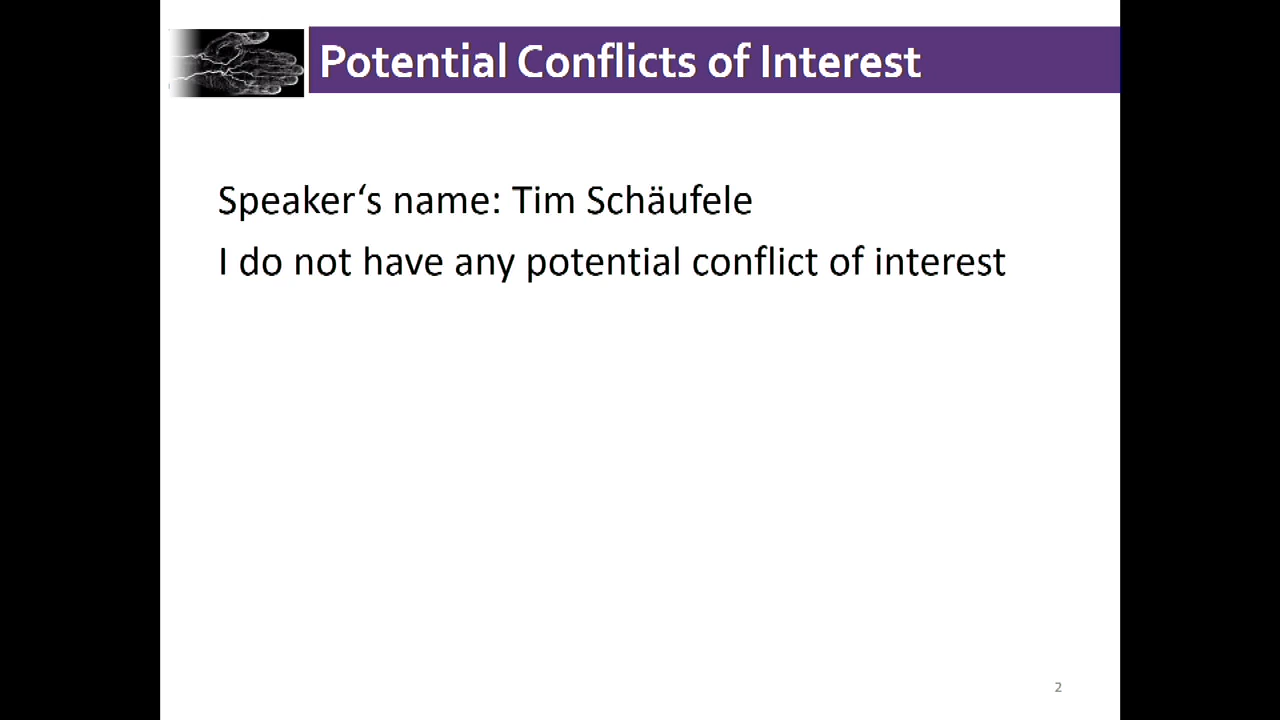 Potential Conflicts of Interest
Speaker‘s name: Tim Schäufele
I do not have any potential conflict of interest
2